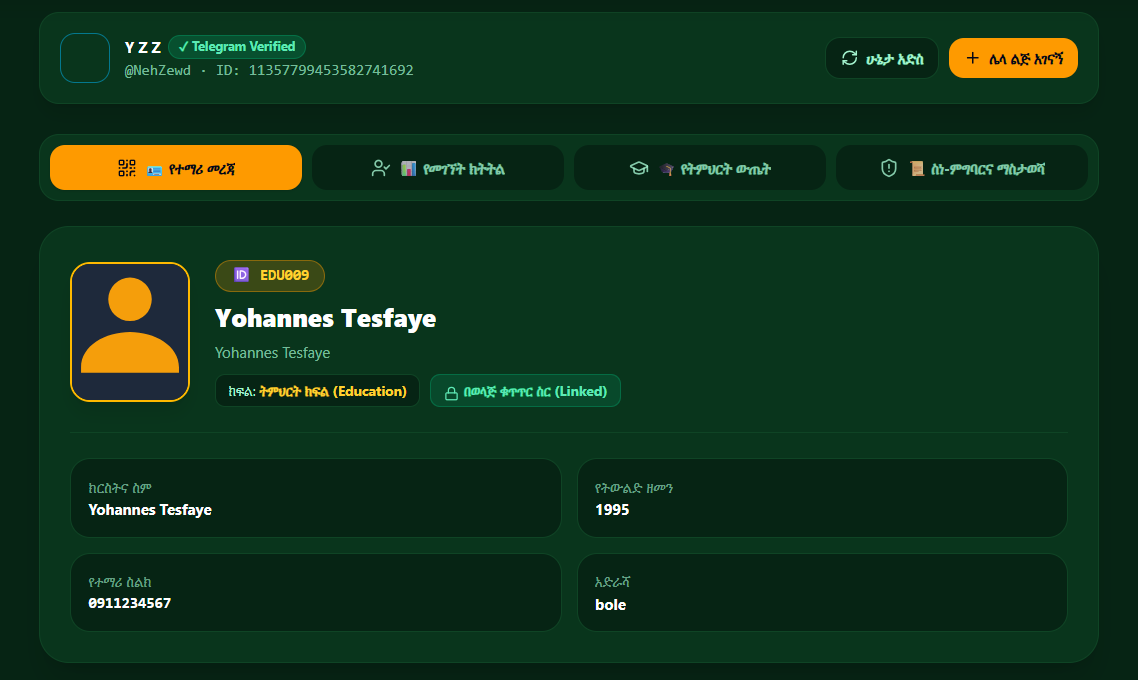 Y Z Z ✓ Telegram Verified
@NehZewd · ID: 11357799453582741692
ሁኔታ አድስ
+ ሌላ ልጅ አገናኝ
🪪 የተማሪ መረጃ
📊 የመገኘት ክትትል
🎓 የትምህርት ውጤት
📜 ስነ-ምግባርና ማስታወሻ
🆔 EDU009
Yohannes Tesfaye
Yohannes Tesfaye
ክፍል: ትምህርት ክፍል (Education)
በወላጅ ቁጥጥር ስር (Linked)
ክርስትና ስም
Yohannes Tesfaye
የትውልድ ዘመን
1995
የተማሪ ስልክ
0911234567
አድራሻ
bole